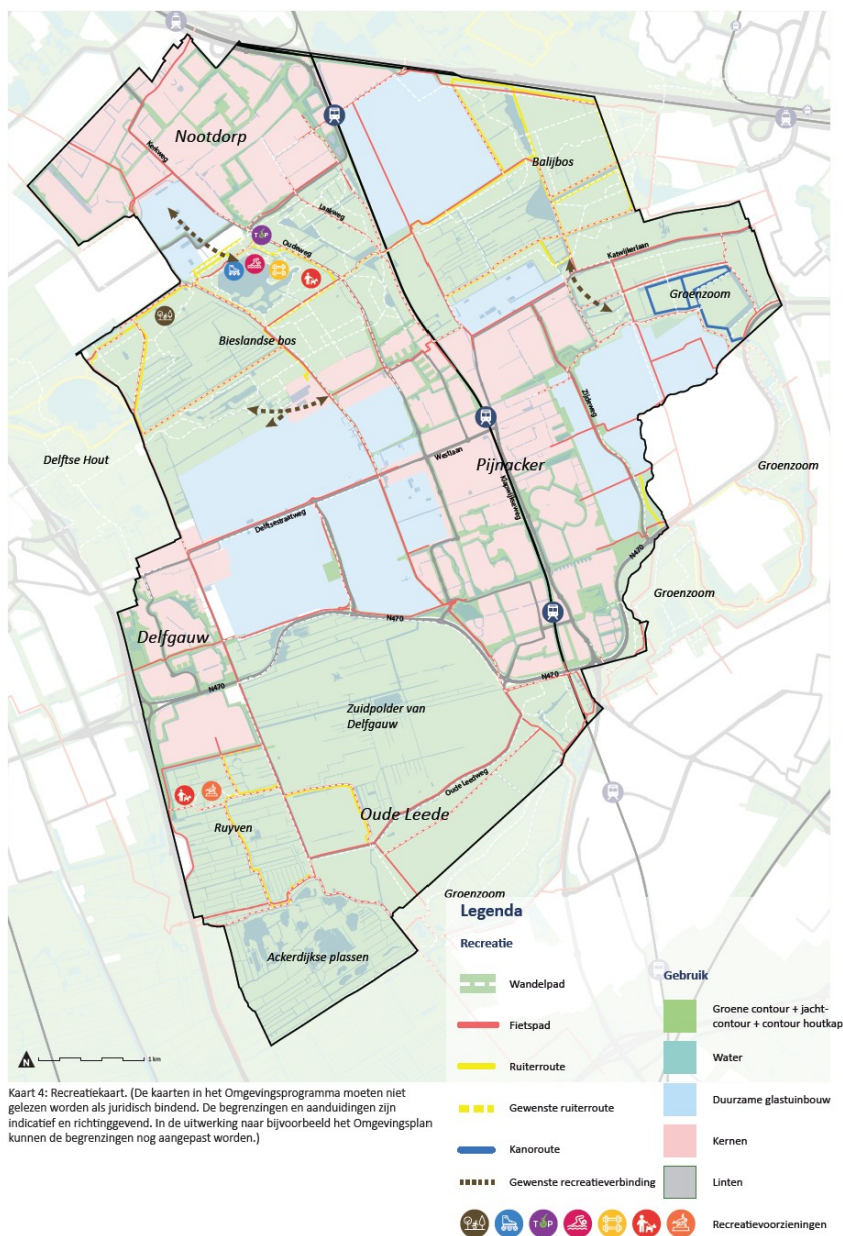 Nootdorp
Kerkweg
Laakweg
Balijbos
TOP
Oudeweg
Katwijkerlaan
Groenzoom
Bieslandse bos
Zijdeweg
Delftse Hout
Westlaan
Pijnacker
Groenzoom
Klapwijkseweg
Delftsestraatweg
N470
Groenzoom
N470
Delfgauw
N470
N470
Zuidpolder van
Delfgauw
Oude Leedweg
Oude Leede
Ruyven
Groenzoom
Ackerdijkse plassen
N
1 km
Legenda
Recreatie
Wandelpad
Fietspad
Ruiterroute
Gewenste ruiterroute
Kanoroute
Gewenste recreatieverbinding
TOP
Recreatievoorzieningen
Gebruik
Groene contour + jacht-
contour + contour houtkap
Water
Duurzame glastuinbouw
Kernen
Linten
Kaart 4: Recreatiekaart. (De kaarten in het Omgevingsprogramma moeten niet
gelezen worden als juridisch bindend. De begrenzingen en aanduidingen zijn
indicatief en richtinggevend. In de uitwerking naar bijvoorbeeld het Omgevingsplan
kunnen de begrenzingen nog aangepast worden.)